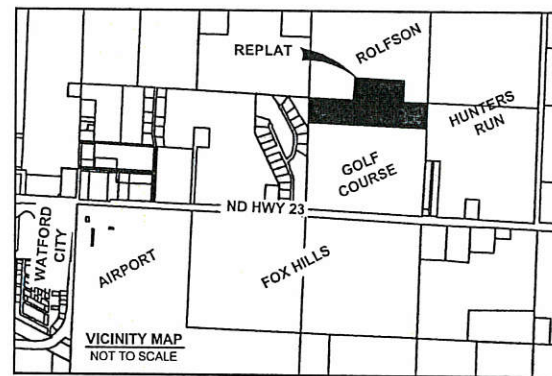 REPLAT
ROLFSON
HUNTERS
RUN
GOLF
COURSE
ND HWY 23
WATFORD
CITY
AIRPORT
FOX HILLS
VICINITY MAP
NOT TO SCALE